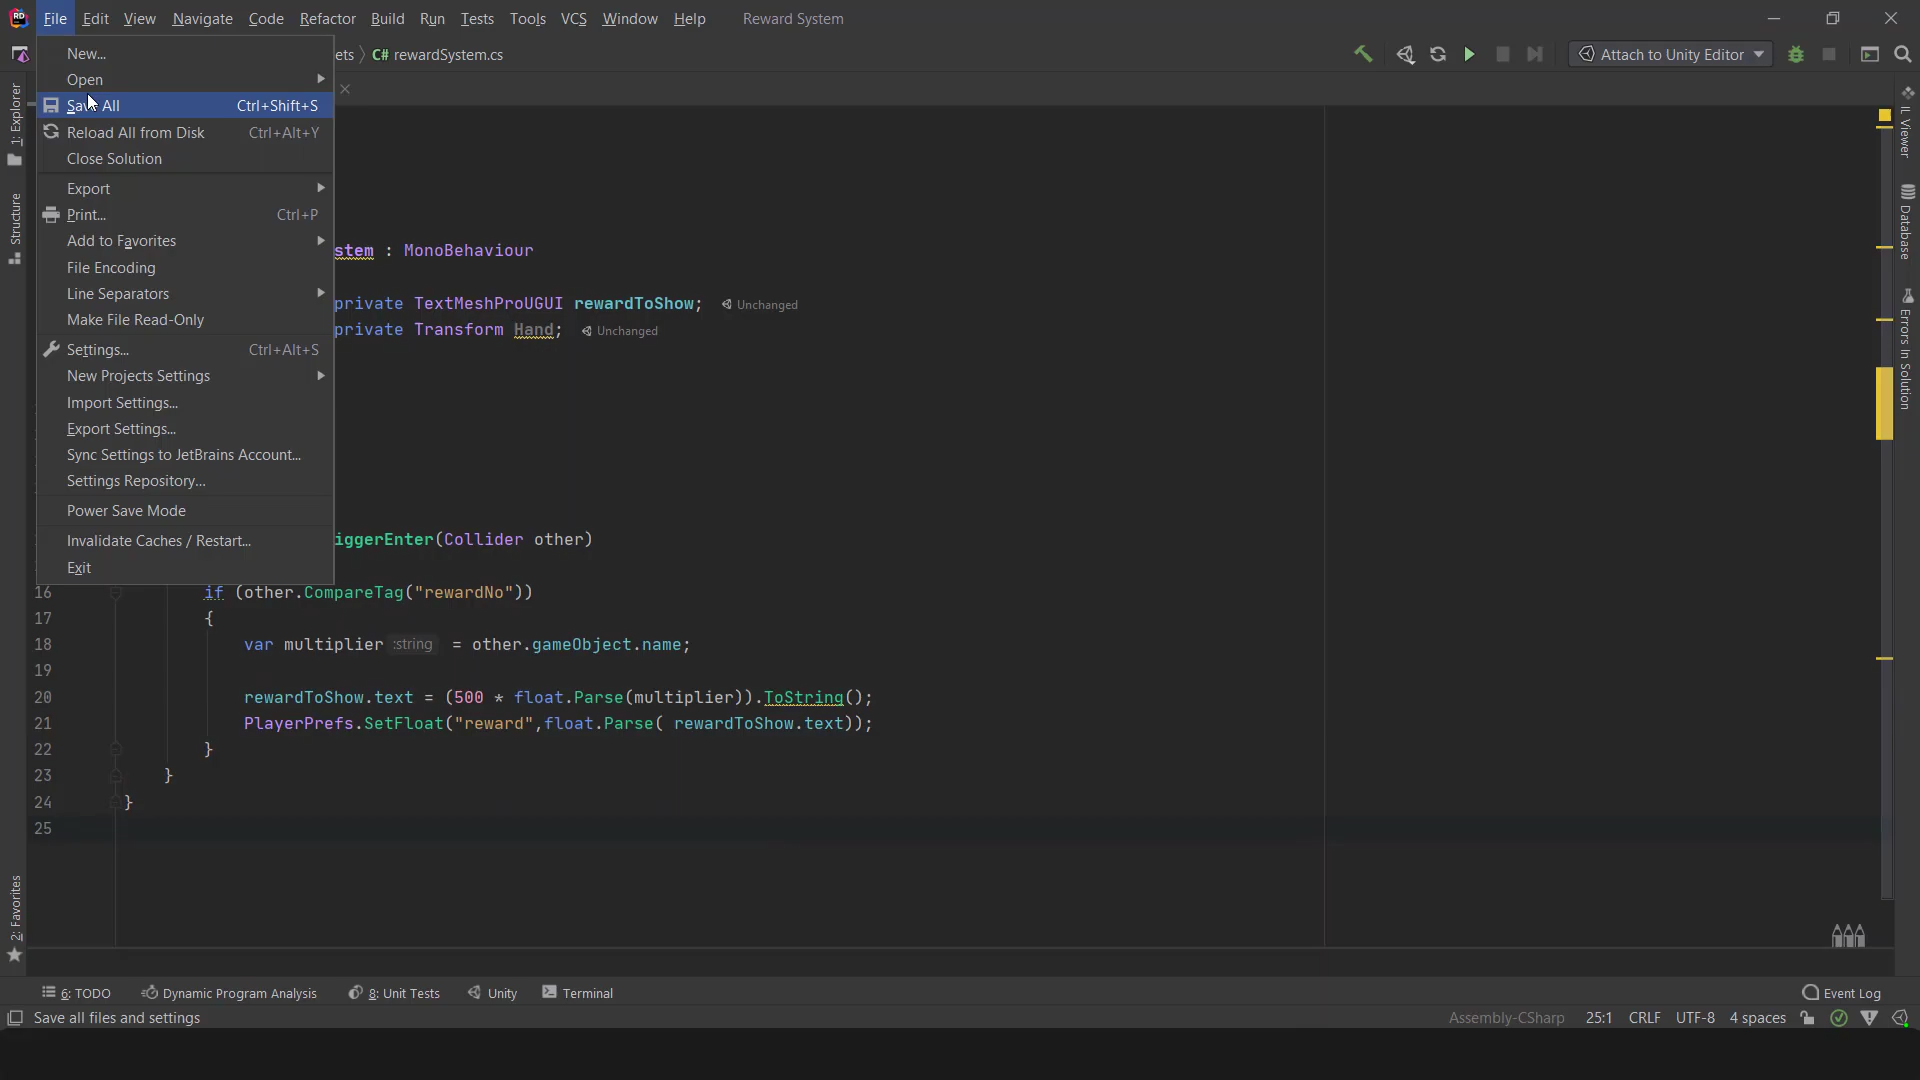 File Edit View Navigate Code Refactor Build Run Tests Tools VCS Window Help Reward System
ets C# rewardSystem.cs Attach to Unity Editor
New...
Open
Save All Ctrl+Shift+S
Reload All from Disk Ctrl+Alt+Y
Close Solution
Export
Print... Ctrl+P
Add to Favorites
File Encoding
Line Separators
Make File Read-Only
Settings... Ctrl+Alt+S
New Projects Settings
Import Settings...
Export Settings...
Sync Settings to JetBrains Account...
Settings Repository...
Power Save Mode
Invalidate Caches / Restart...
Exit
1: Explorer
Structure
2: Favorites
stem : MonoBehaviour
private TextMeshProUGUI rewardToShow; Unchanged
private Transform Hand; Unchanged
iggerEnter(Collider other)
16 if (other.CompareTag("rewardNo"))
17 {
18 var multiplier :string = other.gameObject.name;
19
20 rewardToShow.text = (500 * float.Parse(multiplier)).ToString();
21 PlayerPrefs.SetFloat("reward",float.Parse( rewardToShow.text));
22 }
23 }
24 }
25
IL Viewer
Database
Errors In Solution
6: TODO Dynamic Program Analysis 8: Unit Tests Unity Terminal Event Log
Save all files and settings Assembly-CSharp 25:1 CRLF UTF-8 4 spaces